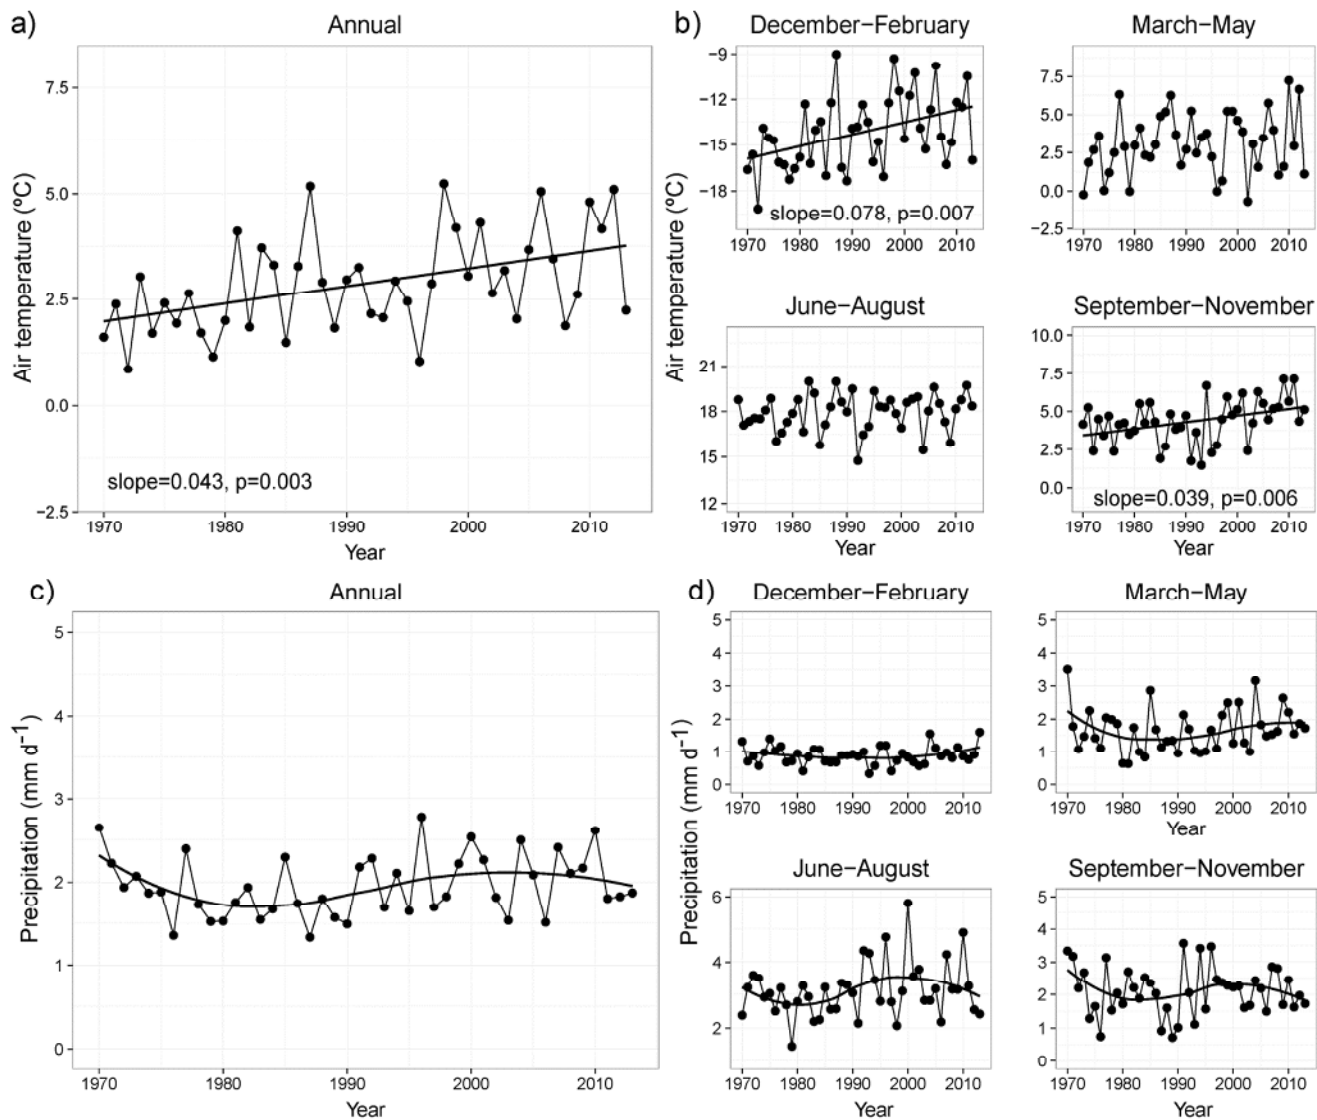 a)
Annual
7.5
5.0
2.5
0.0
−2.5
Air temperature (ºC)
slope=0.043, p=0.003
1970 1980 1990 2000 2010
Year
b)
December−February
−9
−12
−15
−18
slope=0.078, p=0.007
1970 1980 1990 2000 2010
March−May
7.5
5.0
2.5
0.0
−2.5
1970 1980 1990 2000 2010
Air temperature (ºC)
June−August
21
18
15
12
1970 1980 1990 2000 2010
Year
September−November
10.0
7.5
5.0
2.5
0.0
slope=0.039, p=0.006
1970 1980 1990 2000 2010
Year
c)
Annual
5
4
3
2
1
0
Precipitation (mm d⁻¹)
1970 1980 1990 2000 2010
Year
d)
December−February
5
4
3
2
1
0
1970 1980 1990 2000 2010
March−May
5
4
3
2
1
0
1970 1980 1990 2000 2010
Year
Precipitation (mm d⁻¹)
June−August
6
4
2
1970 1980 1990 2000 2010
Year
September−November
5
4
3
2
1
0
1970 1980 1990 2000 2010
Year